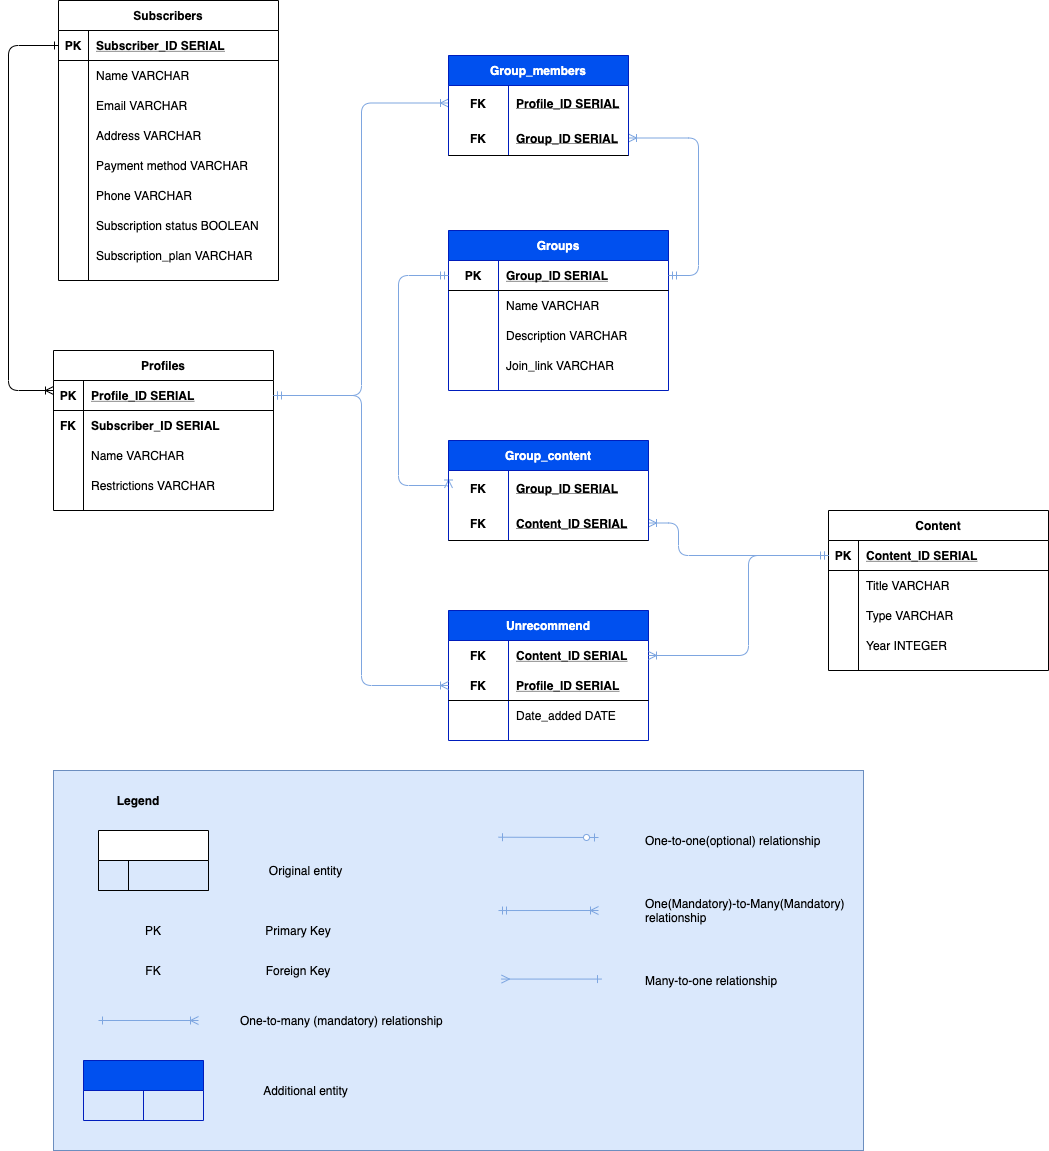 Subscribers
PK Subscriber_ID SERIAL
Name VARCHAR
Email VARCHAR
Address VARCHAR
Payment method VARCHAR
Phone VARCHAR
Subscription status BOOLEAN
Subscription_plan VARCHAR
Profiles
PK Profile_ID SERIAL
FK Subscriber_ID SERIAL
Name VARCHAR
Restrictions VARCHAR
Group_members
FK Profile_ID SERIAL
FK Group_ID SERIAL
Groups
PK Group_ID SERIAL
Name VARCHAR
Description VARCHAR
Join_link VARCHAR
Group_content
FK Group_ID SERIAL
FK Content_ID SERIAL
Unrecommend
FK Content_ID SERIAL
FK Profile_ID SERIAL
Date_added DATE
Content
PK Content_ID SERIAL
Title VARCHAR
Type VARCHAR
Year INTEGER
Legend
Original entity
PK Primary Key
FK Foreign Key
One-to-many (mandatory) relationship
Additional entity
One-to-one(optional) relationship
One(Mandatory)-to-Many(Mandatory)
relationship
Many-to-one relationship